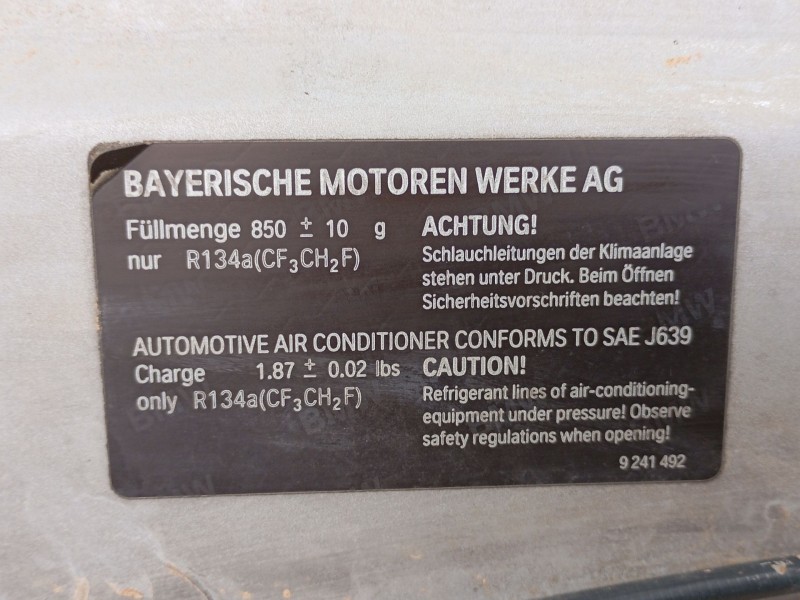 BAYERISCHE MOTOREN WERKE AG
Füllmenge 850 ± 10 g
nur R134a(CF₃CH₂F)
ACHTUNG!
Schlauchleitungen der Klimaanlage
stehen unter Druck. Beim Öffnen
Sicherheitsvorschriften beachten!
AUTOMOTIVE AIR CONDITIONER CONFORMS TO SAE J639
Charge 1.87 ± 0.02 lbs
only R134a(CF₃CH₂F)
CAUTION!
Refrigerant lines of air-conditioning-
equipment under pressure! Observe
safety regulations when opening!
9 241 492